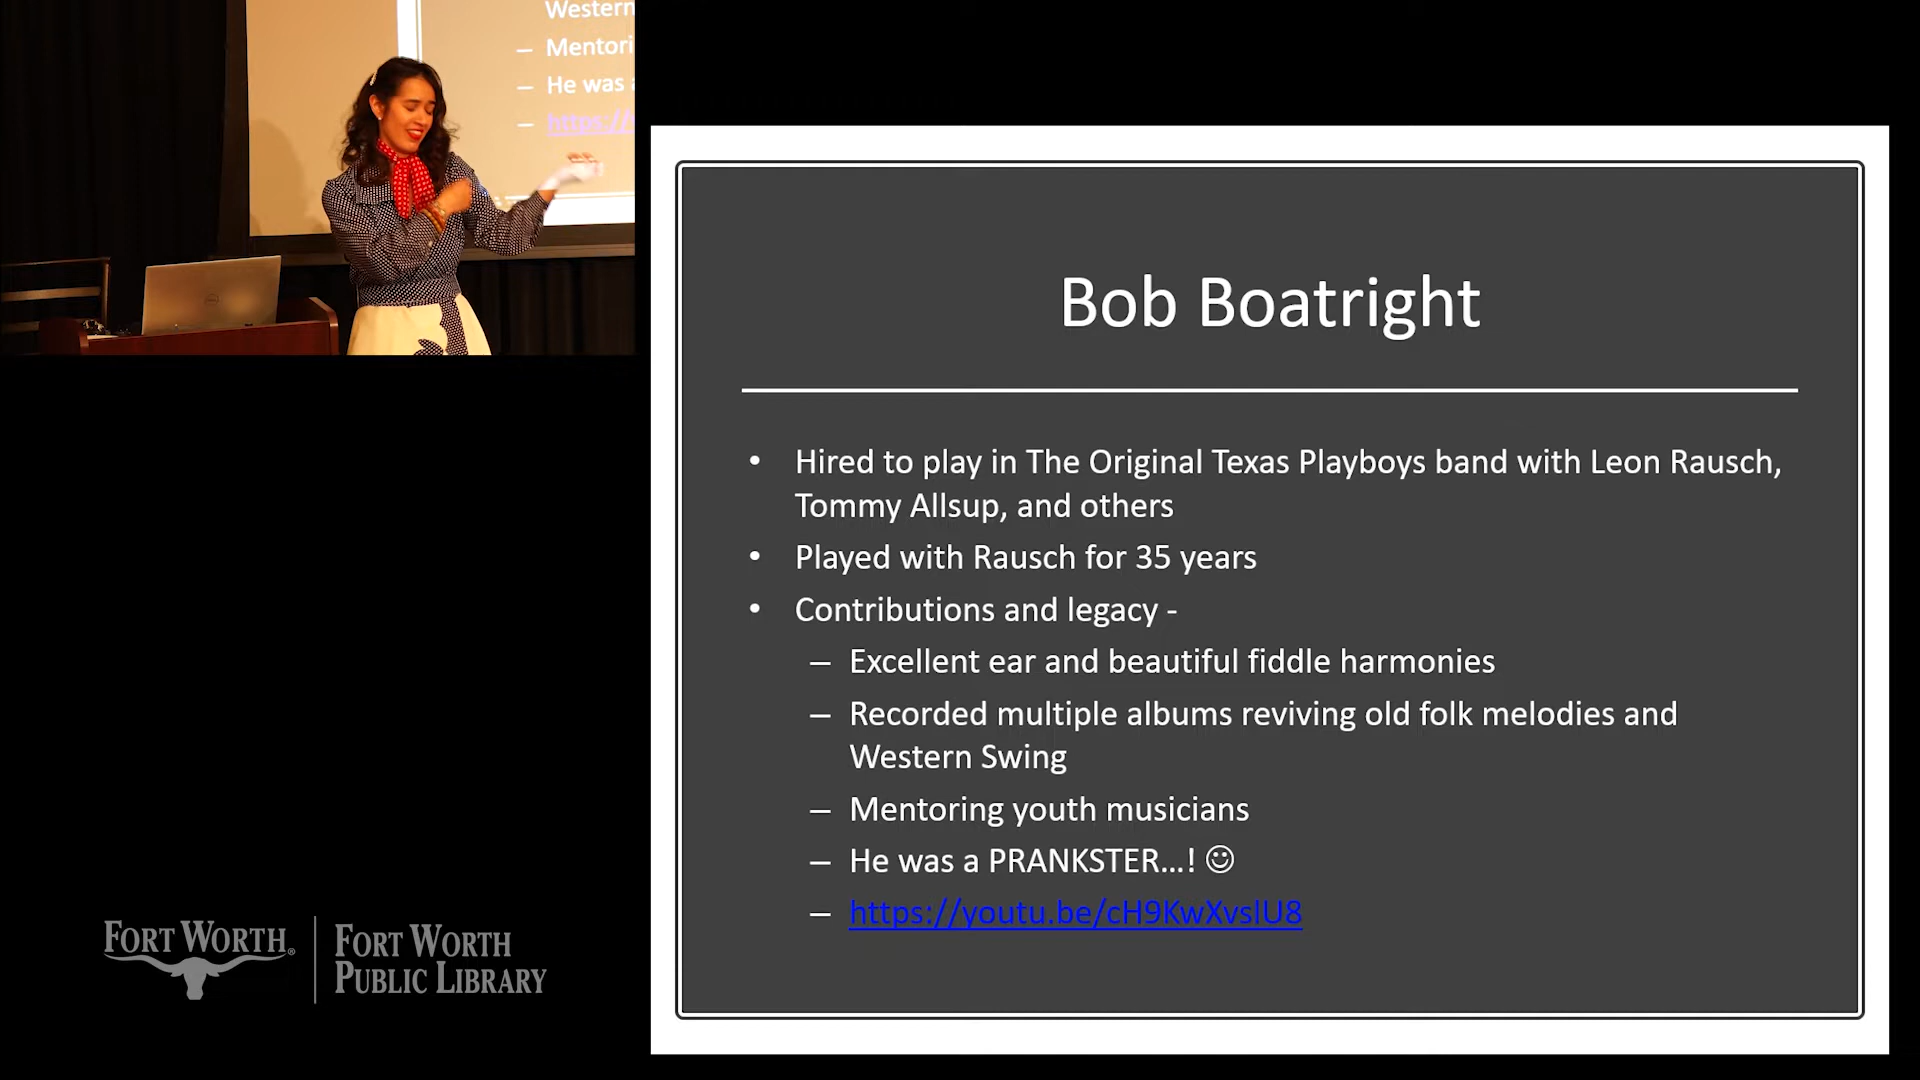 Western
Mentori
He was a
https://
Bob Boatright
• Hired to play in The Original Texas Playboys band with Leon Rausch,
Tommy Allsup, and others
• Played with Rausch for 35 years
• Contributions and legacy -
– Excellent ear and beautiful fiddle harmonies
– Recorded multiple albums reviving old folk melodies and
Western Swing
– Mentoring youth musicians
– He was a PRANKSTER...! ☺
– https://youtu.be/cH9KwXvslU8
FORT WORTH®
FORT WORTH
PUBLIC LIBRARY